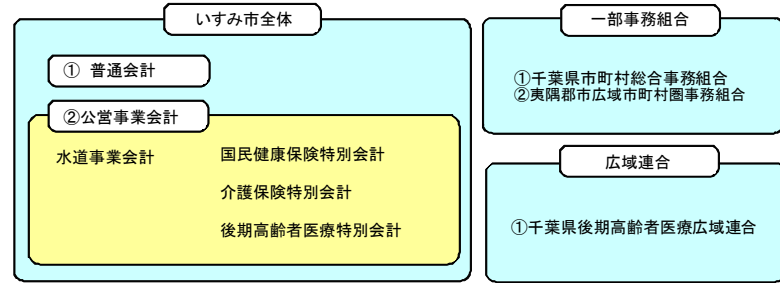 いすみ市全体
① 普通会計
②公営事業会計
水道事業会計
国民健康保険特別会計
介護保険特別会計
後期高齢者医療特別会計
一部事務組合
①千葉県市町村総合事務組合
②夷隅郡市広域市町村圏事務組合
広域連合
①千葉県後期高齢者医療広域連合